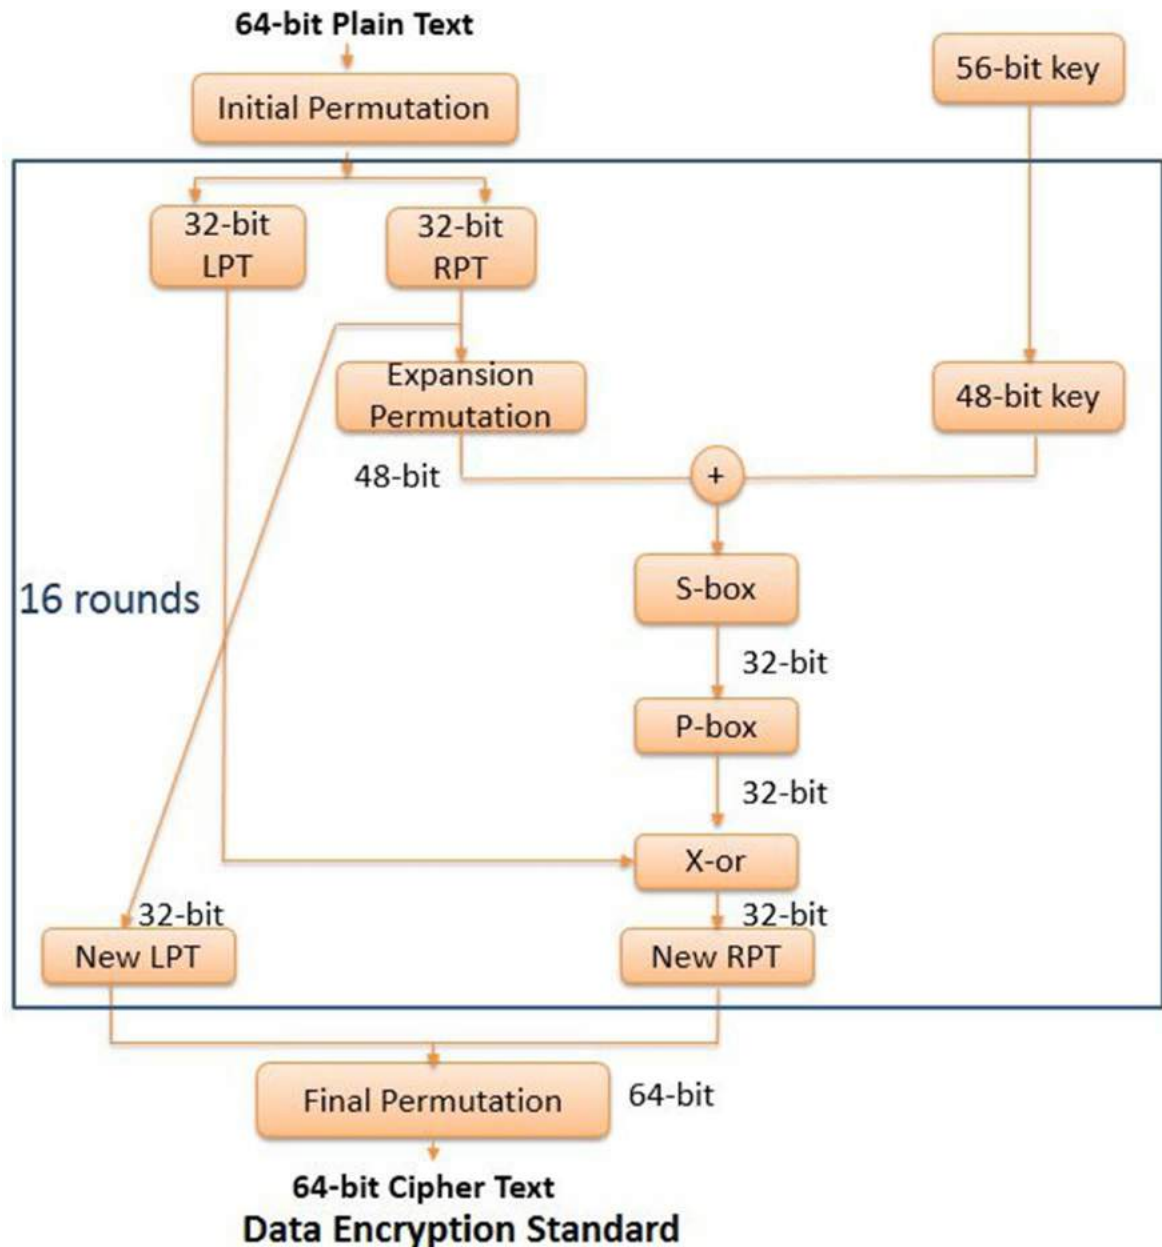 64-bit Plain Text
56-bit key
Initial Permutation
32-bit
LPT
32-bit
RPT
Expansion
Permutation
48-bit key
48-bit
+
S-box
16 rounds
32-bit
P-box
32-bit
X-or
32-bit
32-bit
New LPT
New RPT
Final Permutation
64-bit
64-bit Cipher Text
Data Encryption Standard